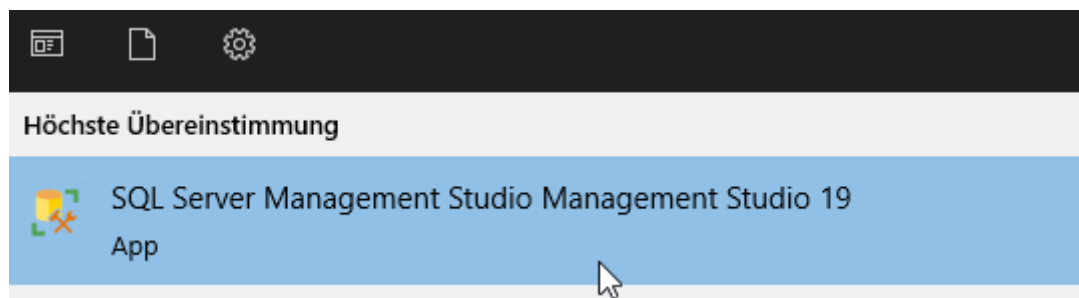 Höchste Übereinstimmung
SQL Server Management Studio Management Studio 19
App